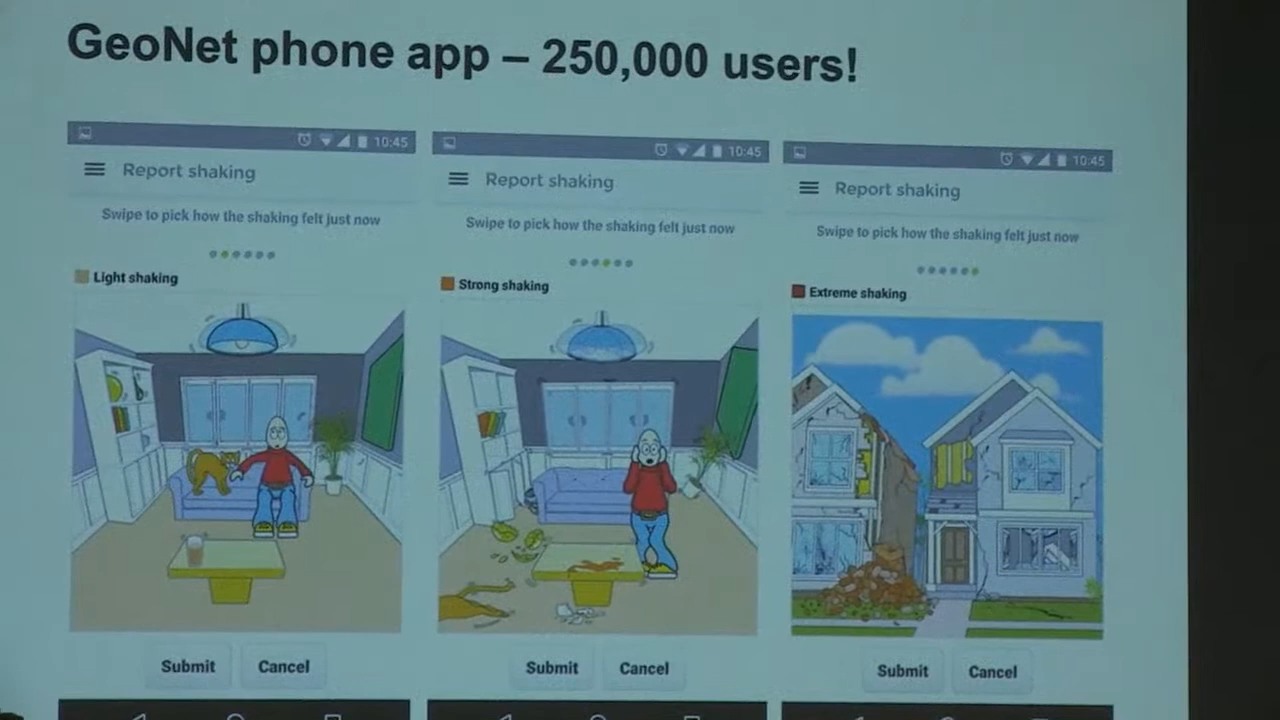 GeoNet phone app – 250,000 users!
10:45
Report shaking
Swipe to pick how the shaking felt just now
Light shaking
Submit Cancel
10:45
Report shaking
Swipe to pick how the shaking felt just now
Strong shaking
Submit Cancel
10:45
Report shaking
Swipe to pick how the shaking felt just now
Extreme shaking
Submit Cancel